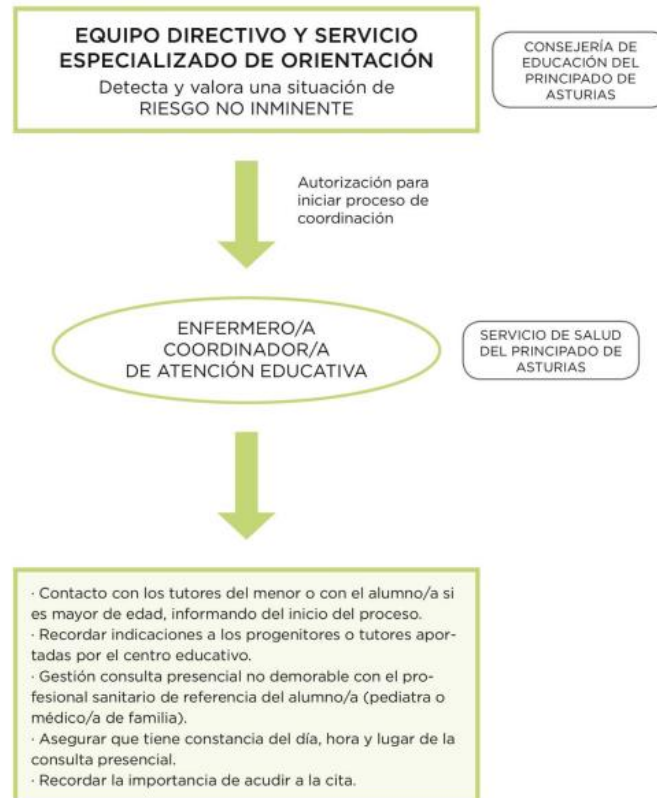 EQUIPO DIRECTIVO Y SERVICIO
ESPECIALIZADO DE ORIENTACIÓN
Detecta y valora una situación de
RIESGO NO INMINENTE
CONSEJERÍA DE
EDUCACIÓN DEL
PRINCIPADO DE
ASTURIAS
Autorización para
iniciar proceso de
coordinación
ENFERMERO/A
COORDINADOR/A
DE ATENCIÓN EDUCATIVA
SERVICIO DE SALUD
DEL PRINCIPADO DE
ASTURIAS
· Contacto con los tutores del menor o con el alumno/a si
es mayor de edad, informando del inicio del proceso.
· Recordar indicaciones a los progenitores o tutores apor-
tadas por el centro educativo.
· Gestión consulta presencial no demorable con el pro-
fesional sanitario de referencia del alumno/a (pediatra o
médico/a de familia).
· Asegurar que tiene constancia del día, hora y lugar de la
consulta presencial.
· Recordar la importancia de acudir a la cita.